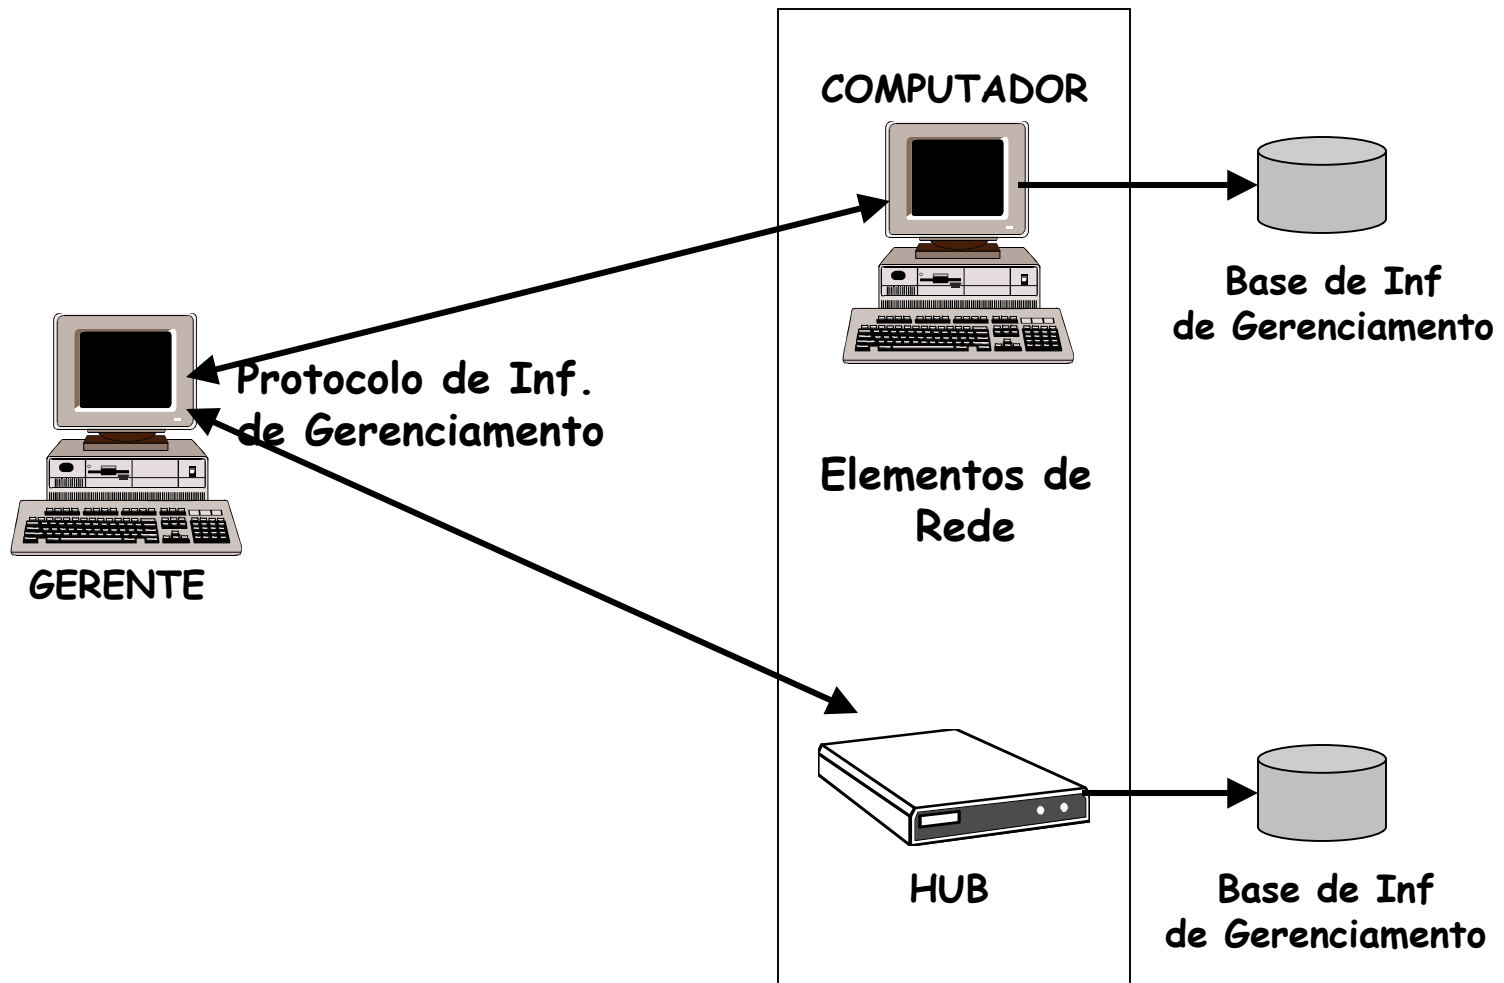 COMPUTADOR
Base de Inf
de Gerenciamento
Protocolo de Inf.
de Gerenciamento
Elementos de
Rede
GERENTE
HUB
Base de Inf
de Gerenciamento